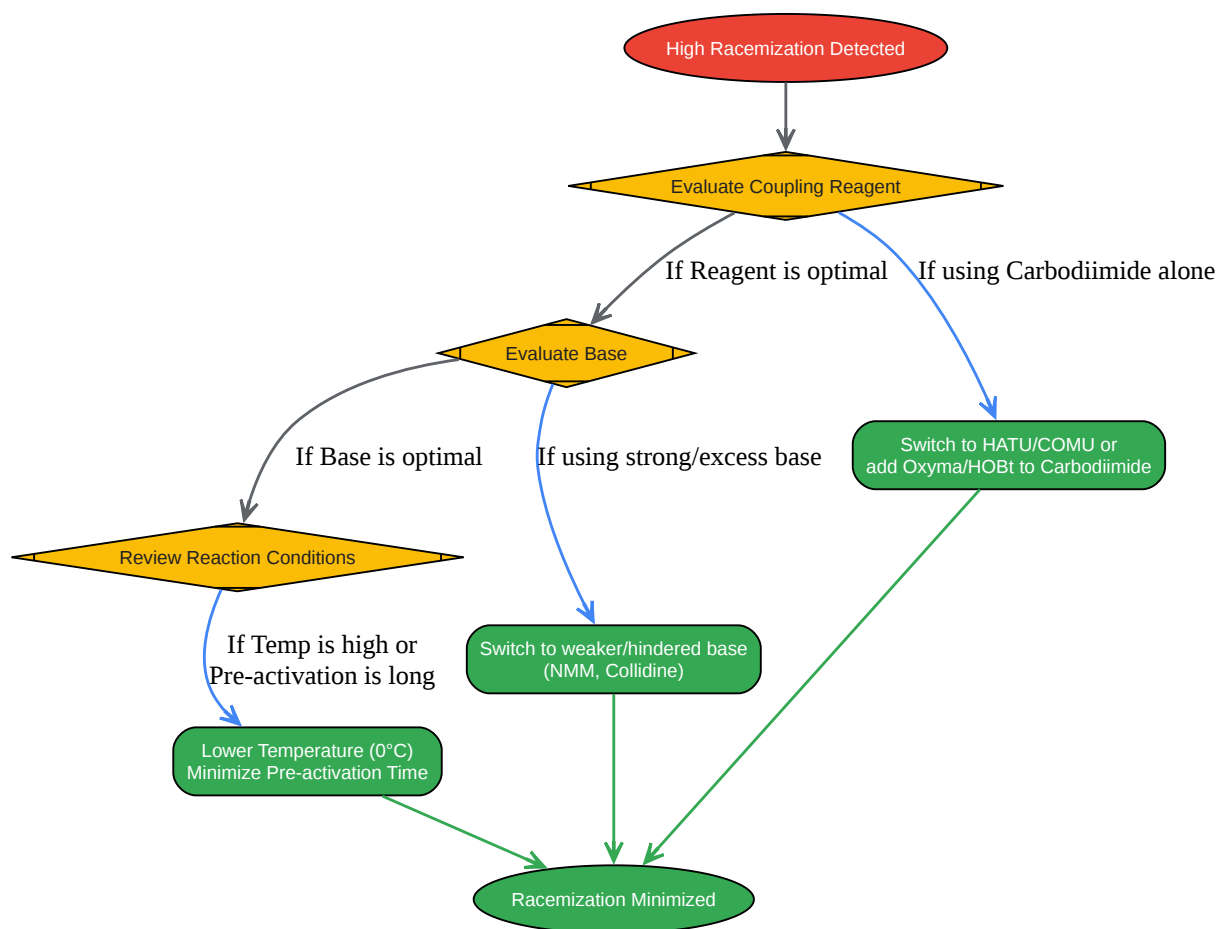 High Racemization Detected
Evaluate Coupling Reagent
If Reagent is optimal
If using Carbodiimide alone
Evaluate Base
Switch to HATU/COMU or
add Oxyma/HOBt to Carbodiimide
If Base is optimal
If using strong/excess base
Review Reaction Conditions
If Temp is high or
Pre-activation is long
Switch to weaker/hindered base
(NMM, Collidine)
Lower Temperature (0°C)
Minimize Pre-activation Time
Racemization Minimized